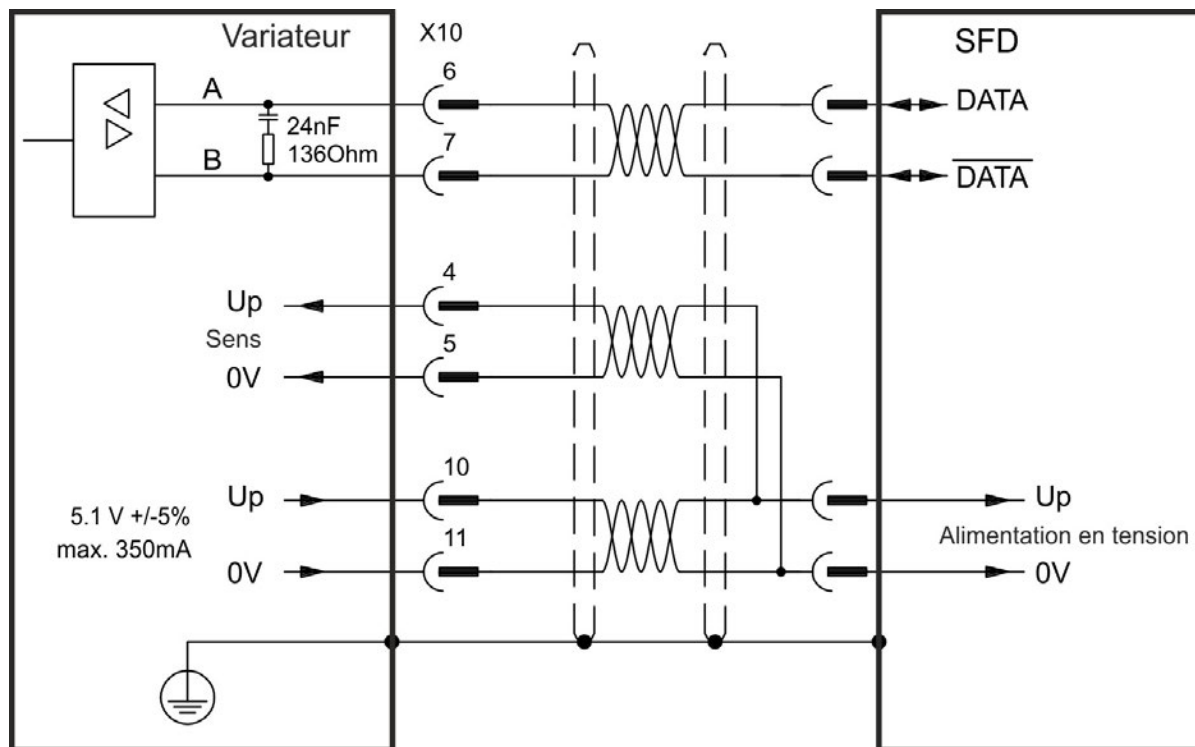 Variateur
X10
SFD
6
A
DATA
24nF
136Ohm
7
B
DATA
4
Up
Sens
5
0V
10
Up
Up
5.1 V +/-5%
max. 350mA
11
Alimentation en tension
0V
0V